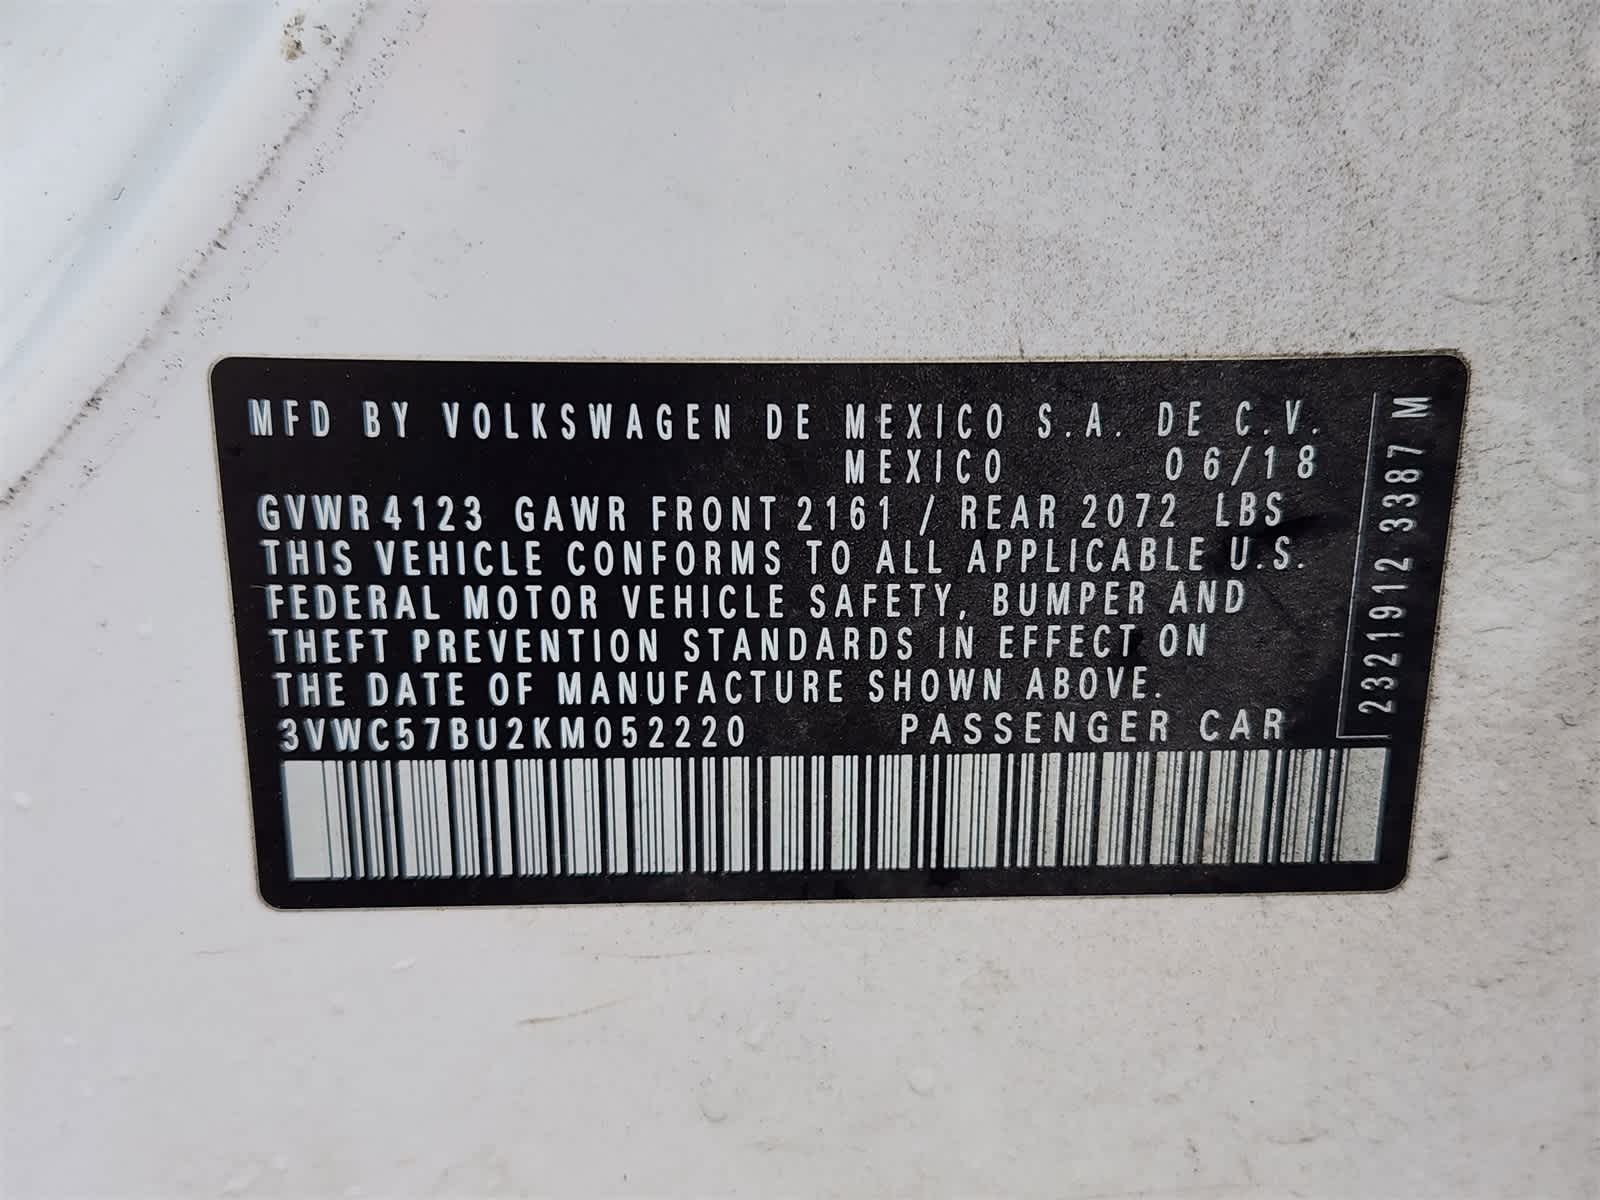 MFD BY VOLKSWAGEN DE MEXICO S.A. DE C.V.
MEXICO 06/18
GVWR 4123 GAWR FRONT 2161 / REAR 2072 LBS
THIS VEHICLE CONFORMS TO ALL APPLICABLE U.S.
FEDERAL MOTOR VEHICLE SAFETY, BUMPER AND
THEFT PREVENTION STANDARDS IN EFFECT ON
THE DATE OF MANUFACTURE SHOWN ABOVE.
3VWC57BU2KM052220 PASSENGER CAR
2321912 3387 M